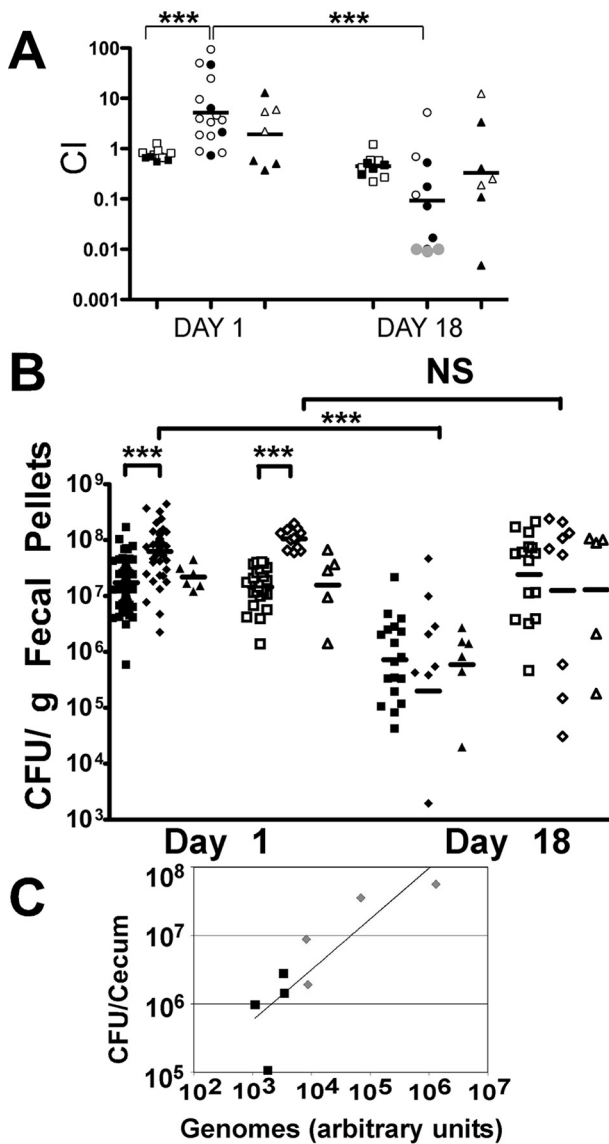 A
*** ***
CI
100
10
1
0.1
0.01
0.001
DAY 1 DAY 18
B
NS
***
*** ***
CFU/ g Fecal Pellets
10⁹
10⁸
10⁷
10⁶
10⁵
10⁴
10³
Day 1 Day 18
C
CFU/Cecum
10⁸
10⁷
10⁶
10⁵
10² 10³ 10⁴ 10⁵ 10⁶ 10⁷
Genomes (arbitrary units)